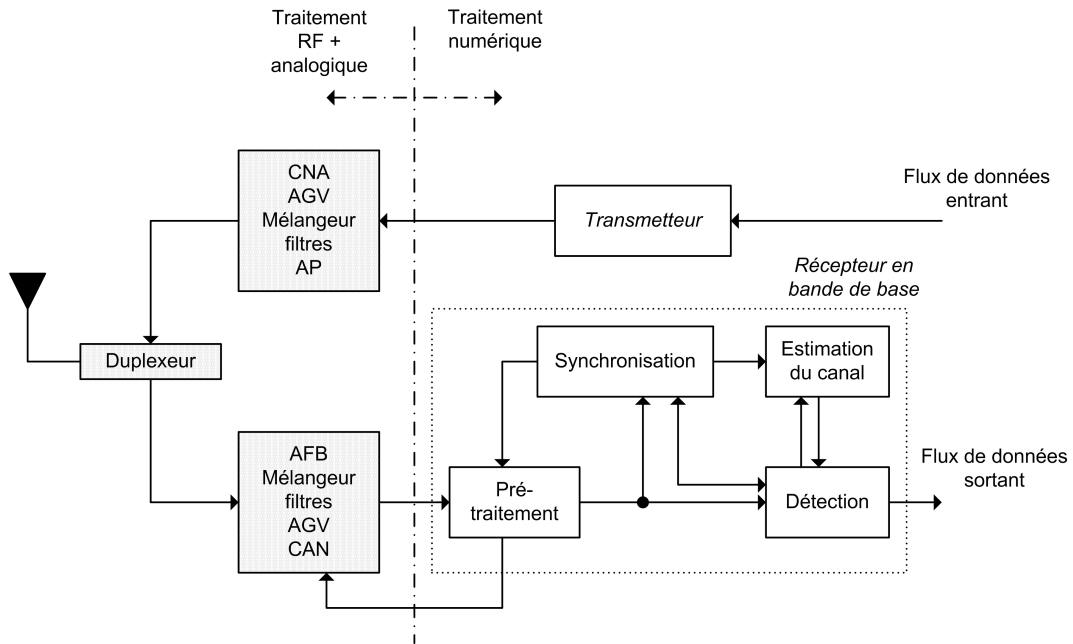 Traitement
RF +
analogique
Traitement
numérique
CNA
AGV
Mélangeur
filtres
AP
Transmetteur
Flux de données
entrant
Récepteur en
bande de base
Duplexeur
Synchronisation
Estimation
du canal
AFB
Mélangeur
filtres
AGV
CAN
Pré-
traitement
Détection
Flux de données
sortant